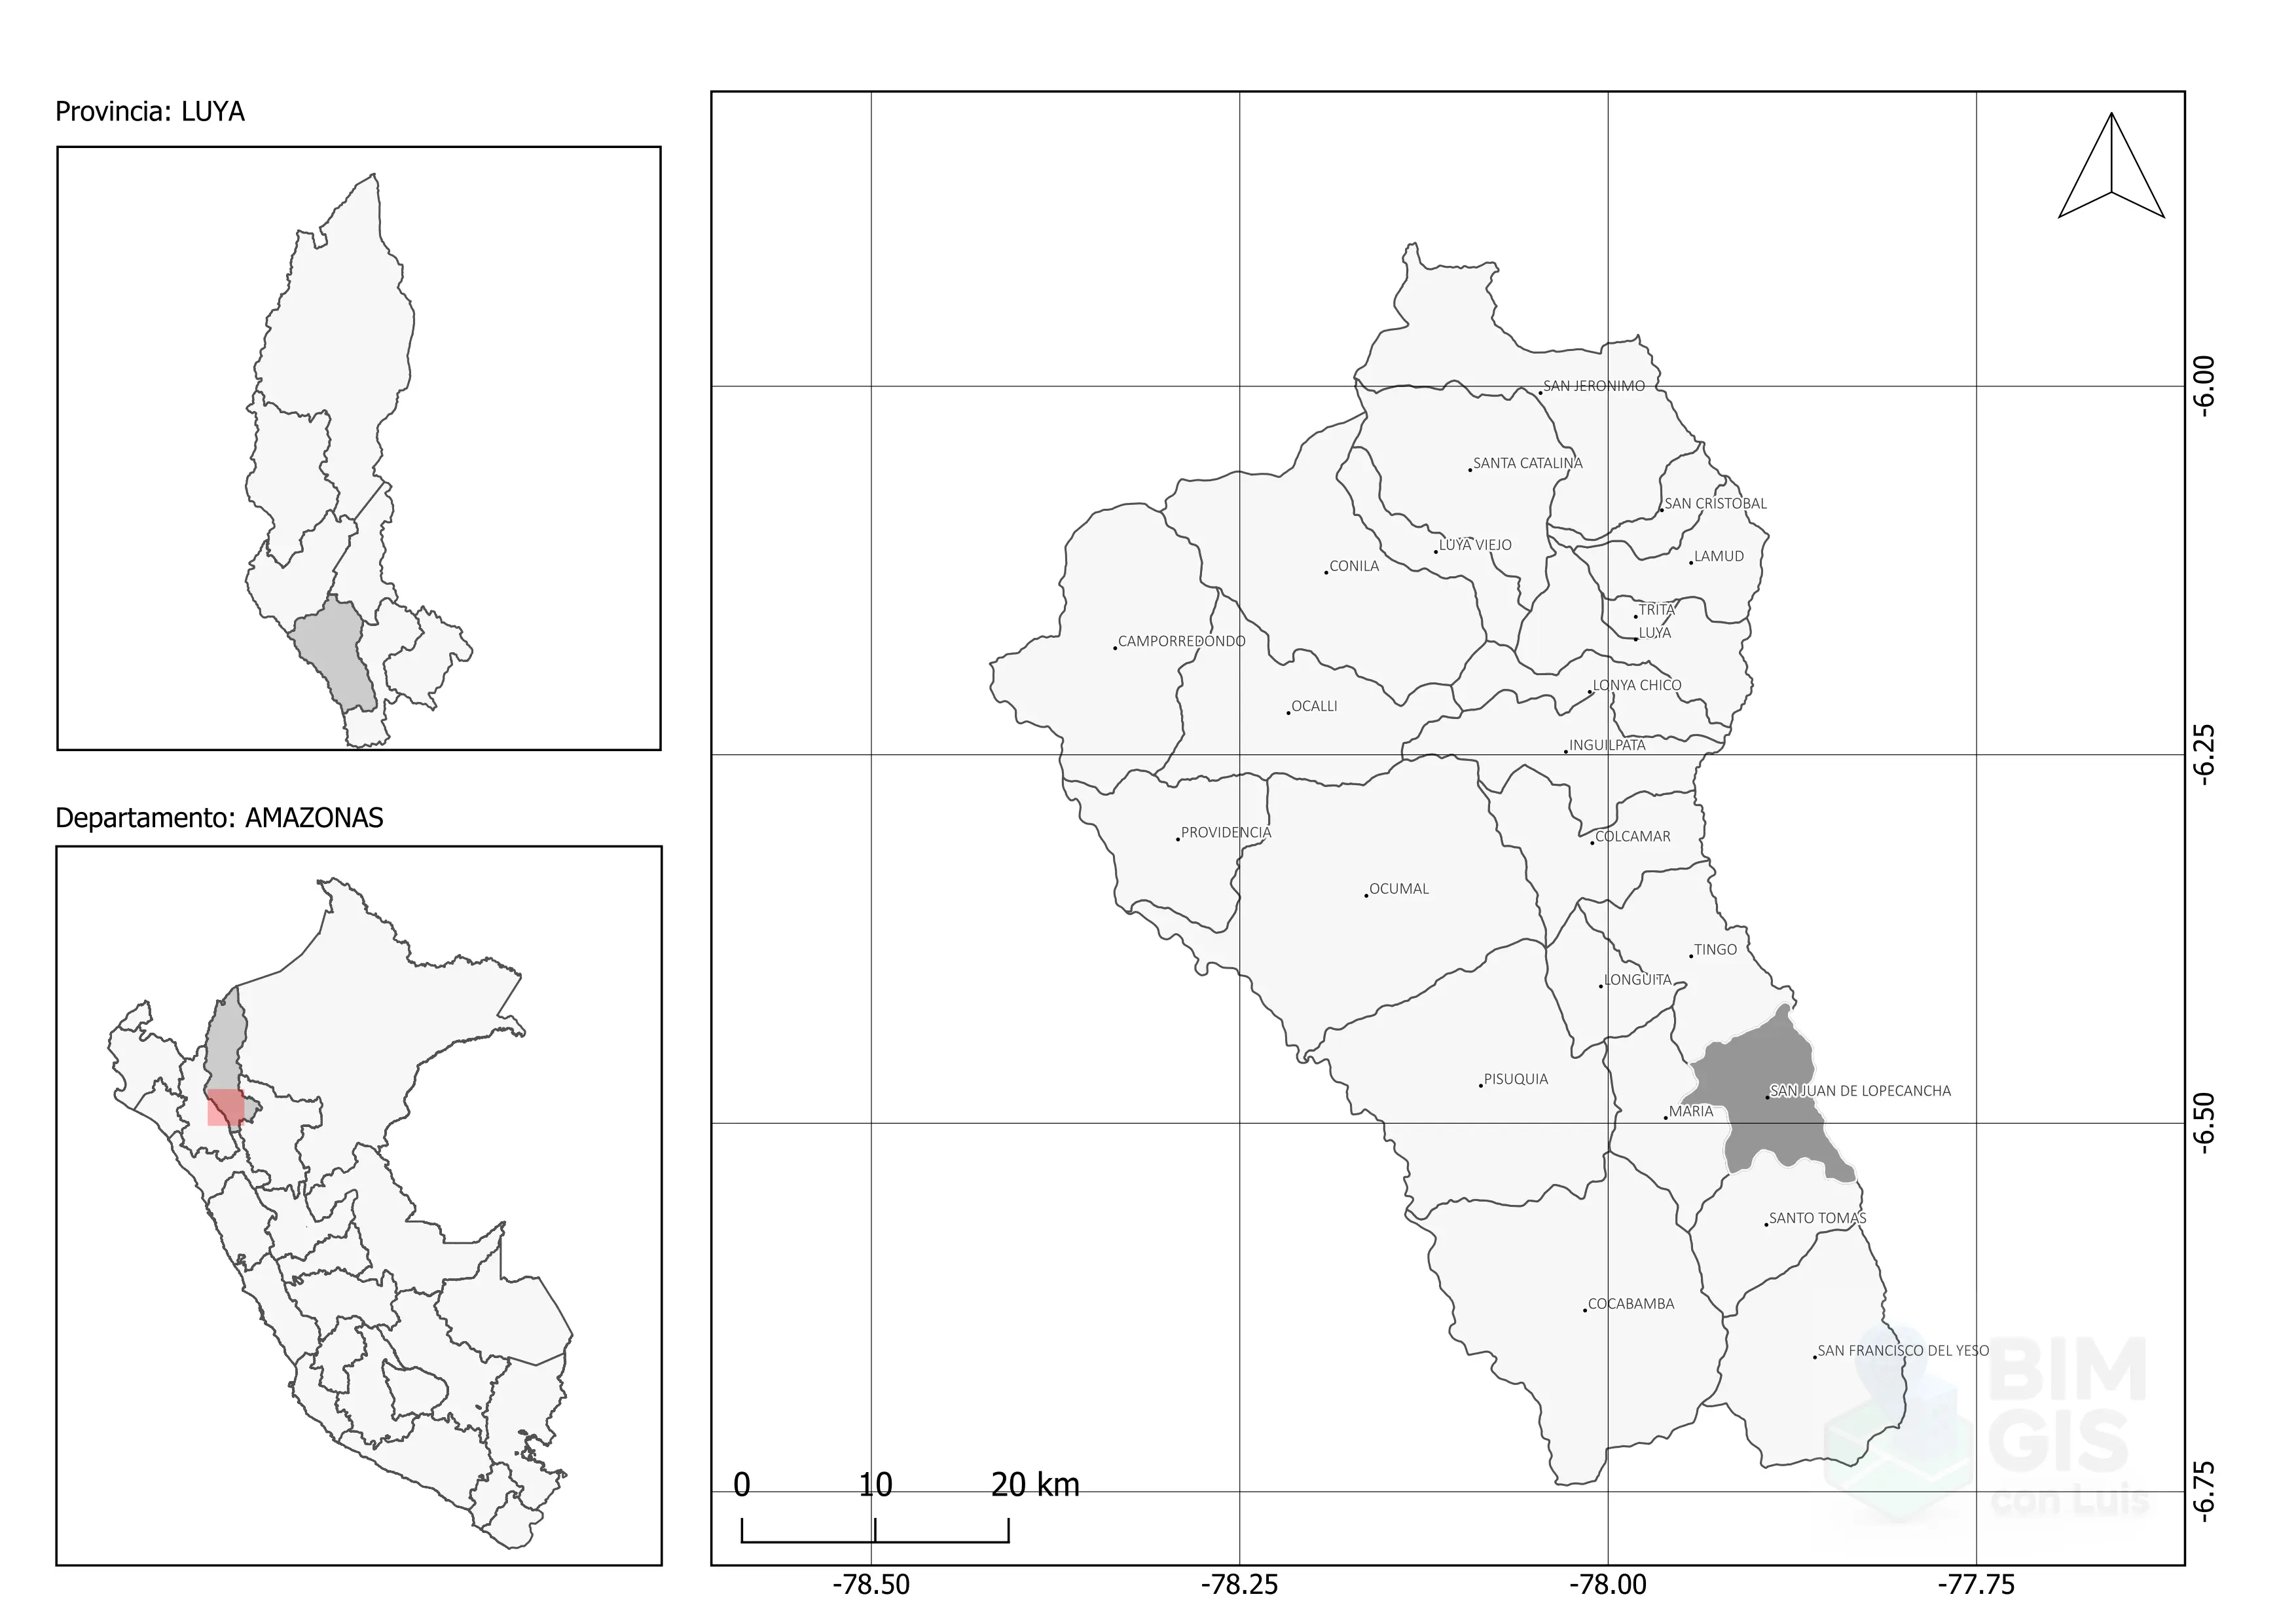 Provincia: LUYA
Departamento: AMAZONAS
SAN JERONIMO
SANTA CATALINA
SAN CRISTOBAL
LUYA VIEJO
LAMUD
CONILA
TRITA
LUYA
CAMPORREDONDO
LONYA CHICO
OCALLI
INGUILPATA
PROVIDENCIA
COLCAMAR
OCUMAL
TINGO
LONGUITA
PISUQUIA
SAN JUAN DE LOPECANCHA
MARIA
SANTO TOMAS
COCABAMBA
SAN FRANCISCO DEL YESO
BIM
GIS
con Luis
0 10 20 km
-6.00
-6.25
-6.50
-6.75
-78.50 -78.25 -78.00 -77.75